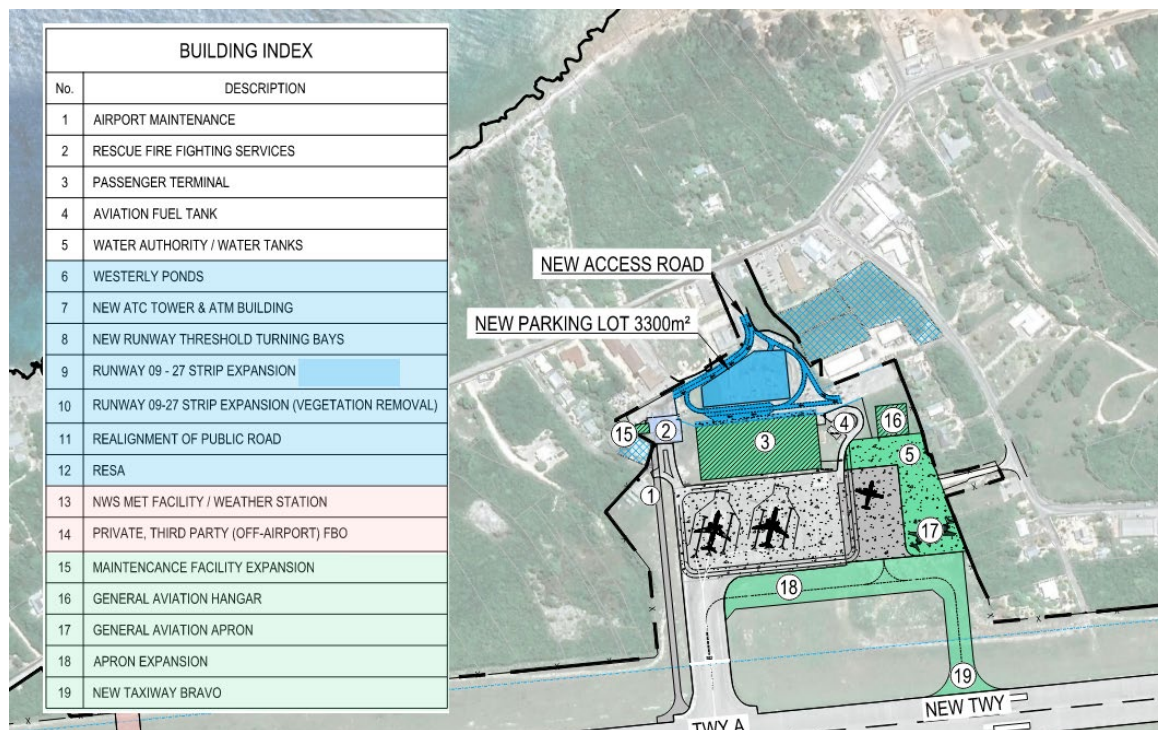 BUILDING INDEX
No. DESCRIPTION
1 AIRPORT MAINTENANCE
2 RESCUE FIRE FIGHTING SERVICES
3 PASSENGER TERMINAL
4 AVIATION FUEL TANK
5 WATER AUTHORITY / WATER TANKS
6 WESTERLY PONDS
7 NEW ATC TOWER & ATM BUILDING
8 NEW RUNWAY THRESHOLD TURNING BAYS
9 RUNWAY 09 - 27 STRIP EXPANSION
10 RUNWAY 09-27 STRIP EXPANSION (VEGETATION REMOVAL)
11 REALIGNMENT OF PUBLIC ROAD
12 RESA
13 NWS MET FACILITY / WEATHER STATION
14 PRIVATE, THIRD PARTY (OFF-AIRPORT) FBO
15 MAINTENCANCE FACILITY EXPANSION
16 GENERAL AVIATION HANGAR
17 GENERAL AVIATION APRON
18 APRON EXPANSION
19 NEW TAXIWAY BRAVO
NEW ACCESS ROAD
NEW PARKING LOT 3300m²
15
2
3
4
16
5
1
17
18
19
NEW TWY
TWY A